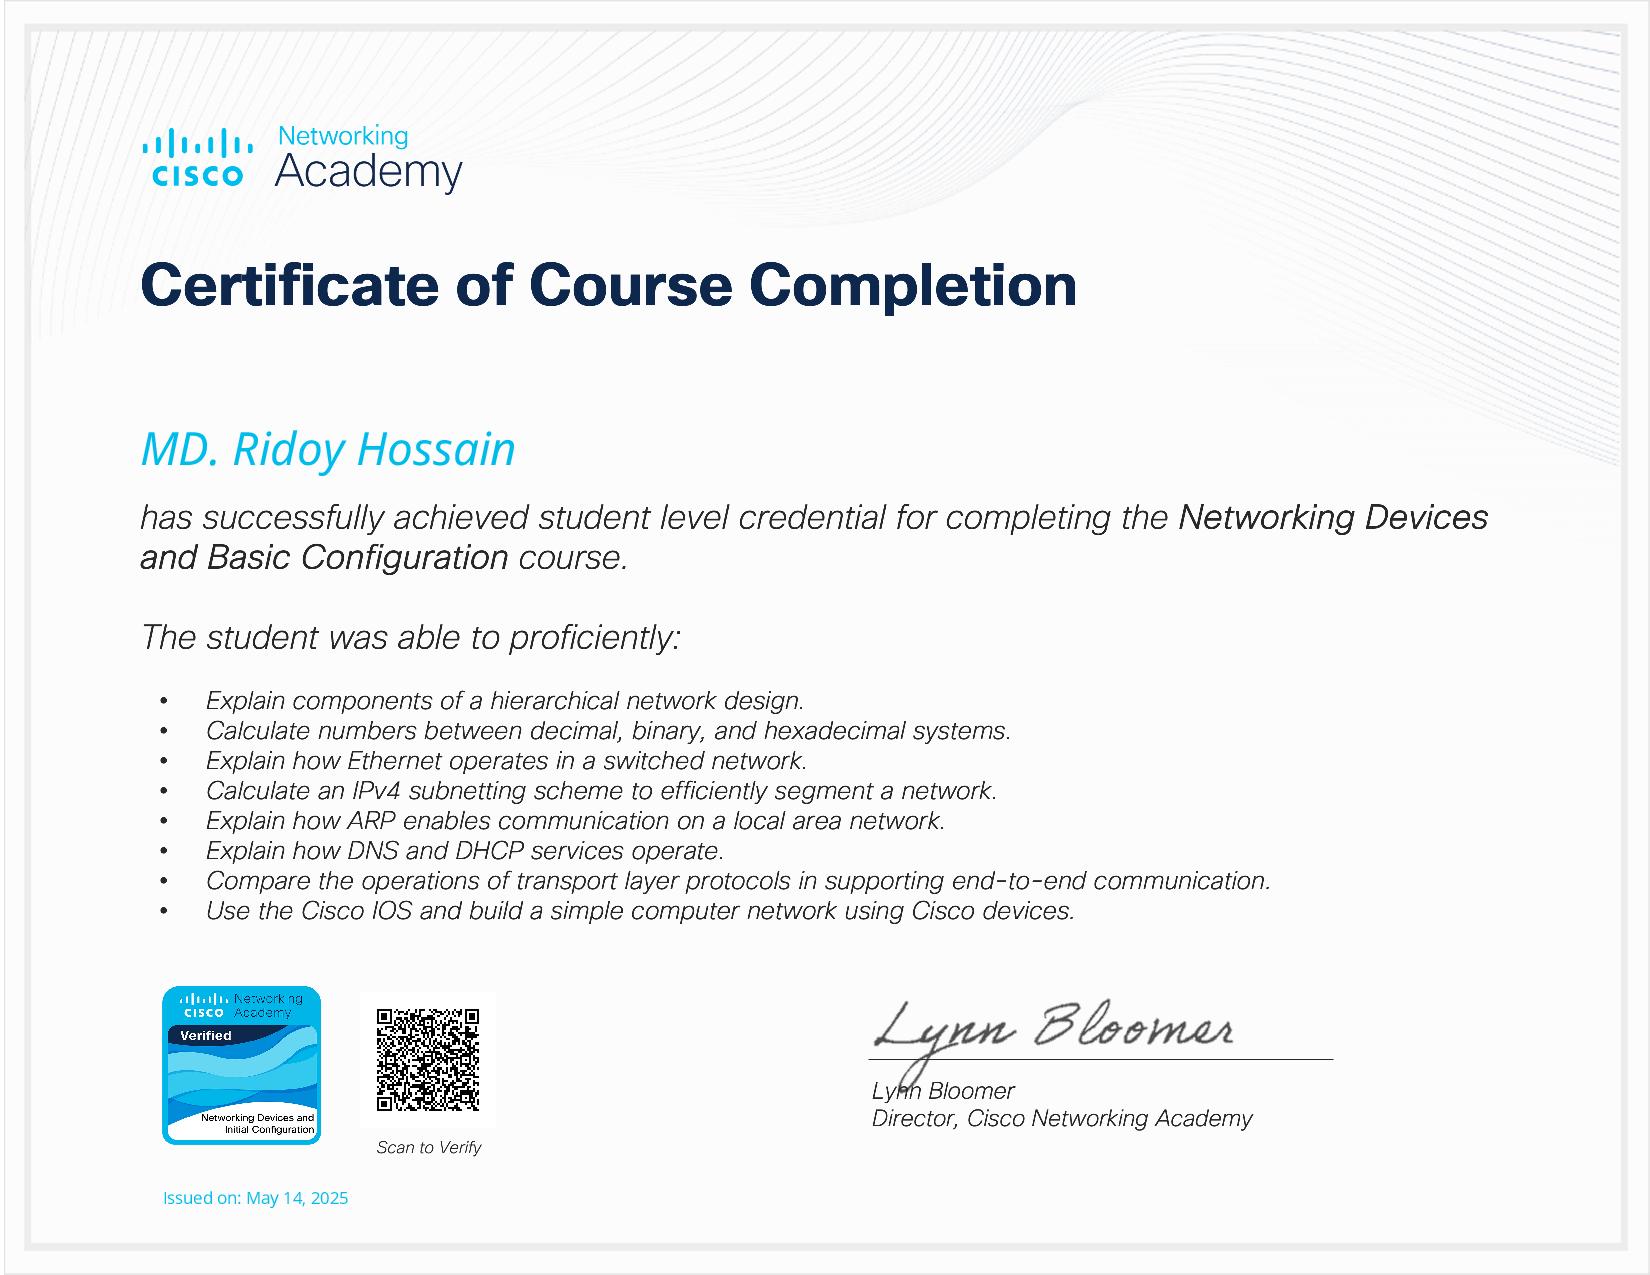 Networking
CISCO Academy
Certificate of Course Completion
MD. Ridoy Hossain
has successfully achieved student level credential for completing the Networking Devices
and Basic Configuration course.
The student was able to proficiently:
• Explain components of a hierarchical network design.
• Calculate numbers between decimal, binary, and hexadecimal systems.
• Explain how Ethernet operates in a switched network.
• Calculate an IPv4 subnetting scheme to efficiently segment a network.
• Explain how ARP enables communication on a local area network.
• Explain how DNS and DHCP services operate.
• Compare the operations of transport layer protocols in supporting end-to-end communication.
• Use the Cisco IOS and build a simple computer network using Cisco devices.
Networking
CISCO Academy
Verified
Networking Devices and
Initial Configuration
Scan to Verify
Lynn Bloomer
Lynn Bloomer
Director, Cisco Networking Academy
Issued on: May 14, 2025